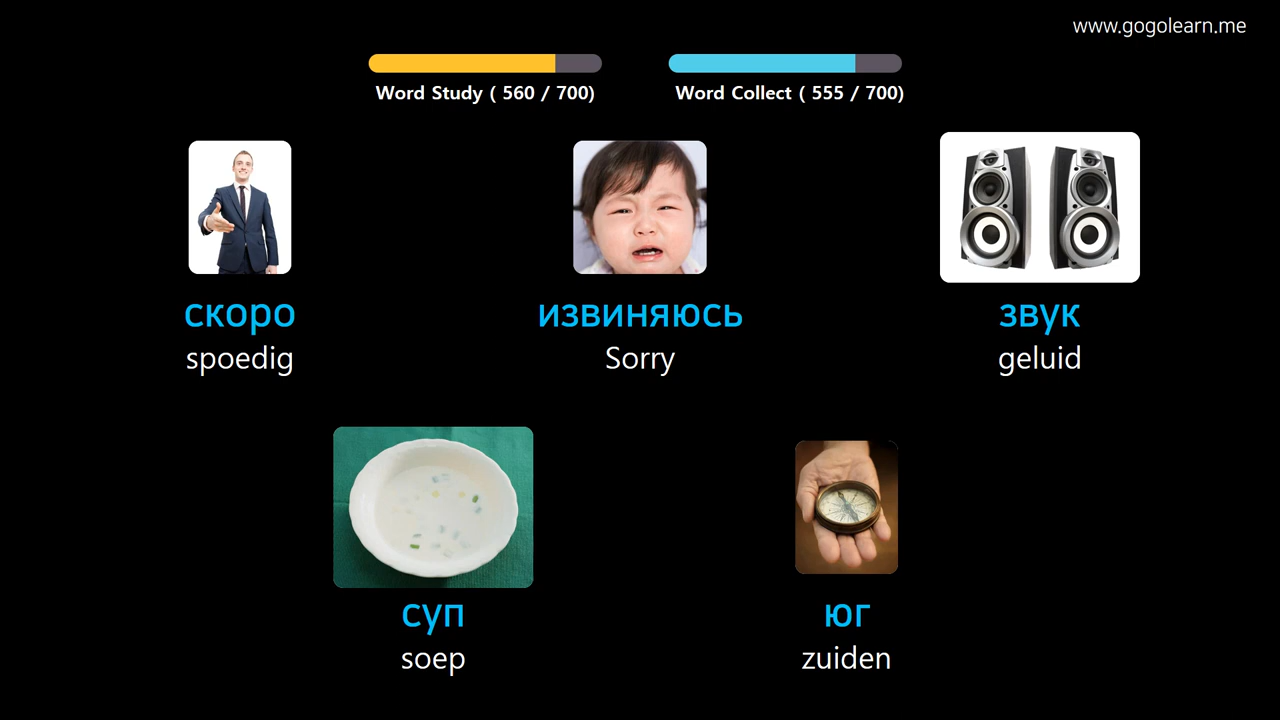 www.gogolearn.me
Word Study ( 560 / 700)
Word Collect ( 555 / 700)
скоро
spoedig
извиняюсь
Sorry
звук
geluid
суп
soep
юг
zuiden